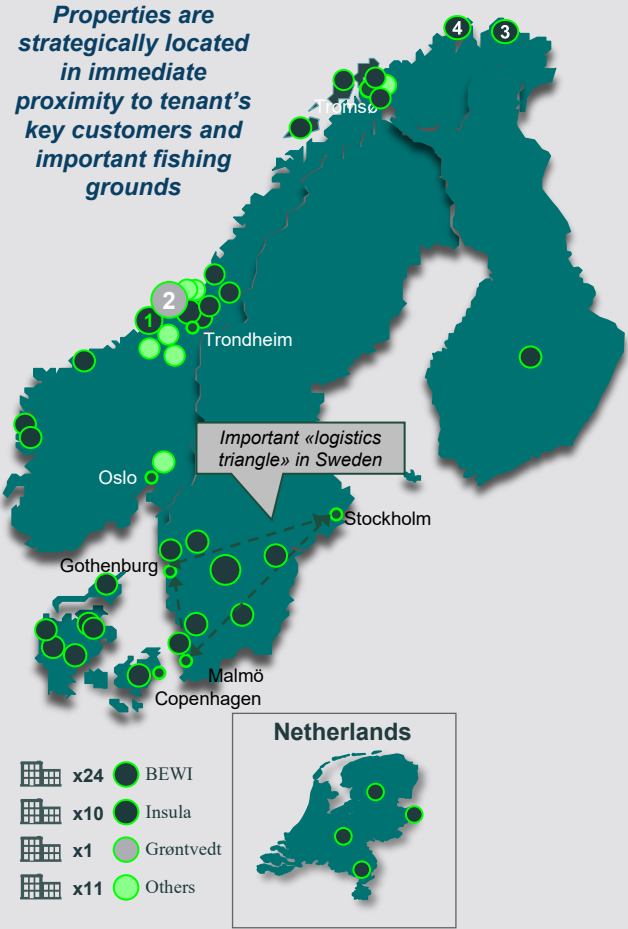 Properties are
strategically located
in immediate
proximity to tenant's
key customers and
important fishing
grounds
4
3
Tromsø
2
1
Trondheim
Important «logistics
triangle» in Sweden
Oslo
Stockholm
Gothenburg
Malmö
Copenhagen
Netherlands
x24 BEWI
x10 Insula
x1 Grøntvedt
x11 Others